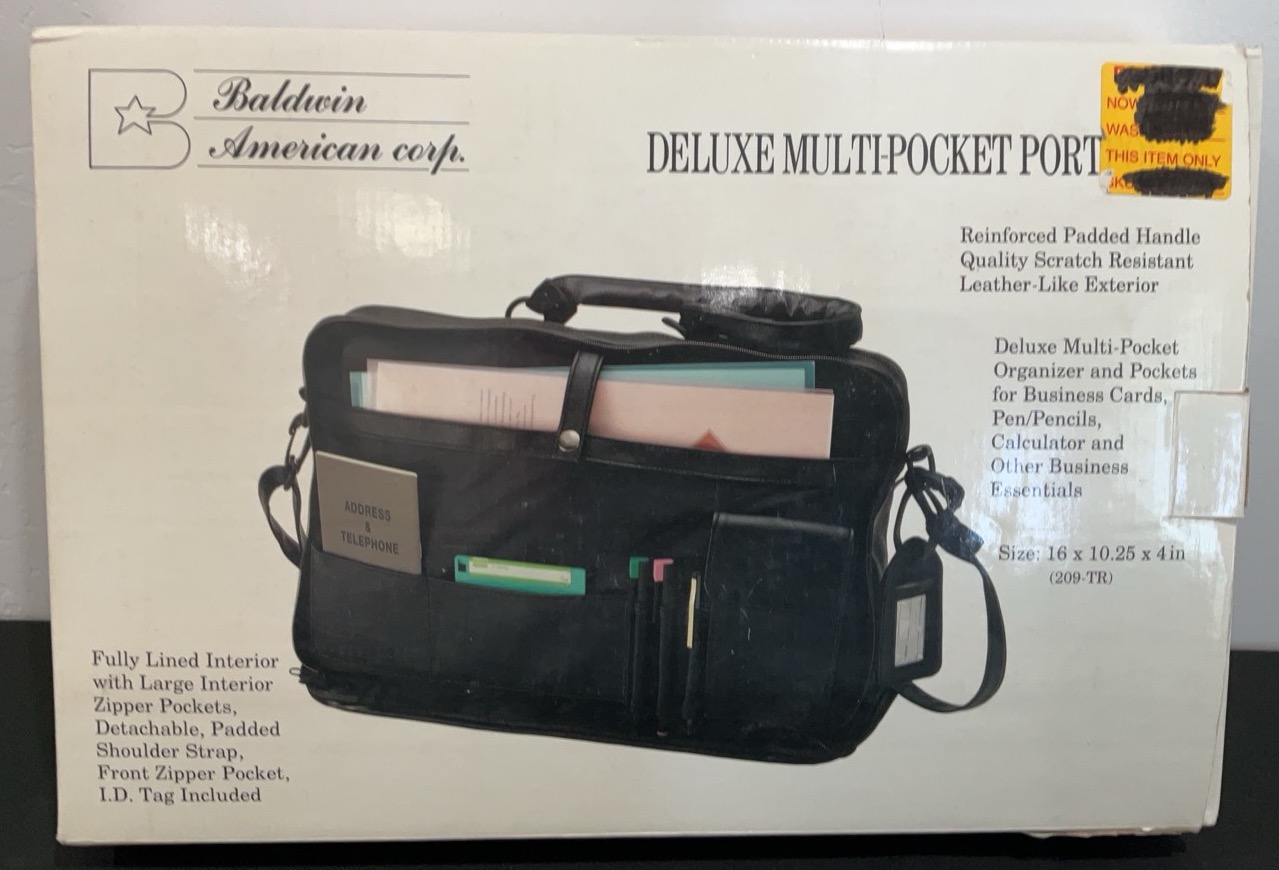 Baldwin
American corp.
DELUXE MULTI-POCKET PORT
NOW
WAS
THIS ITEM ONLY
Reinforced Padded Handle
Quality Scratch Resistant
Leather-Like Exterior
Deluxe Multi-Pocket
Organizer and Pockets
for Business Cards,
Pen/Pencils,
Calculator and
Other Business
Essentials
Size: 16 x 10.25 x 4in
(209-TR)
ADDRESS
&
TELEPHONE
Fully Lined Interior
with Large Interior
Zipper Pockets,
Detachable, Padded
Shoulder Strap,
Front Zipper Pocket,
I.D. Tag Included